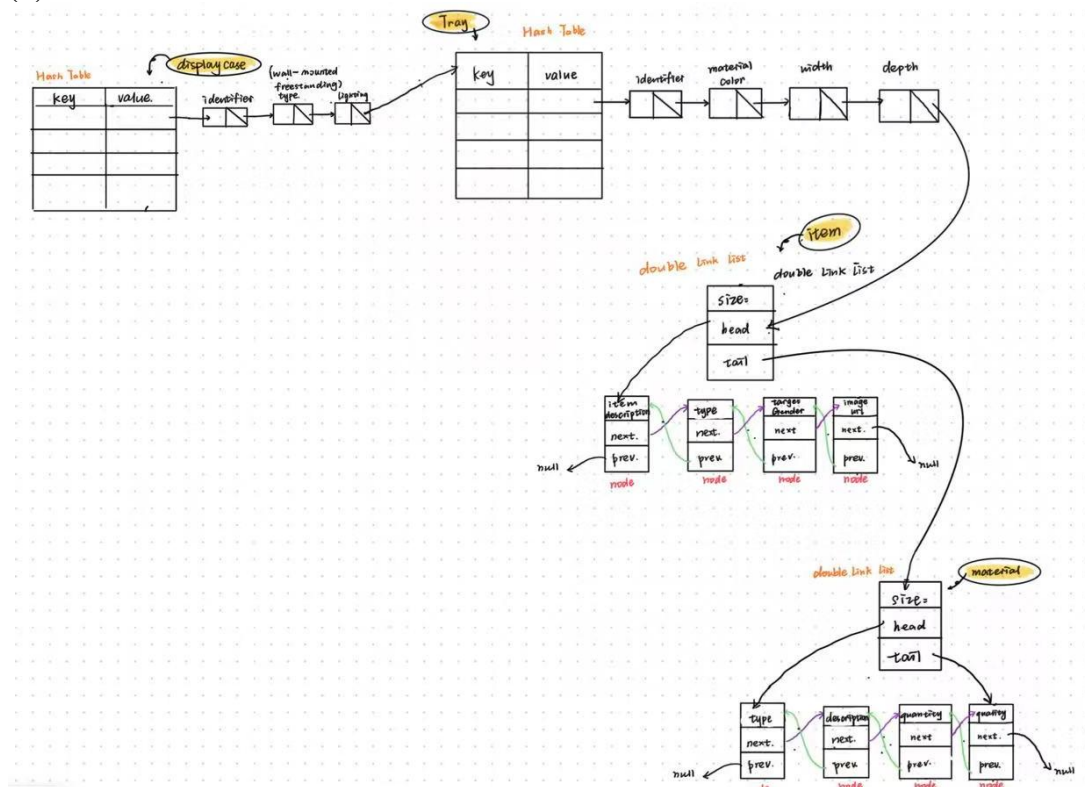 Tray
Hash Table
displaycase
Hash Table
key
value.
identifier
(wall-mounted
freestanding)
type
Lighting
key
value
identifier
material
color
width
depth
item
double Link List
double Link List
size=
head
tail
item
description
next.
prev.
node
type
next.
prev
node
target
Gender
next
prev..
node
image
url
next.
prev.
node
null
null
double Link list
material
size=
head
tail
type
next.
prev.
description
next.
prev.
node
quantity
next
prev..
node
quality
next.
prev.
node
null
null